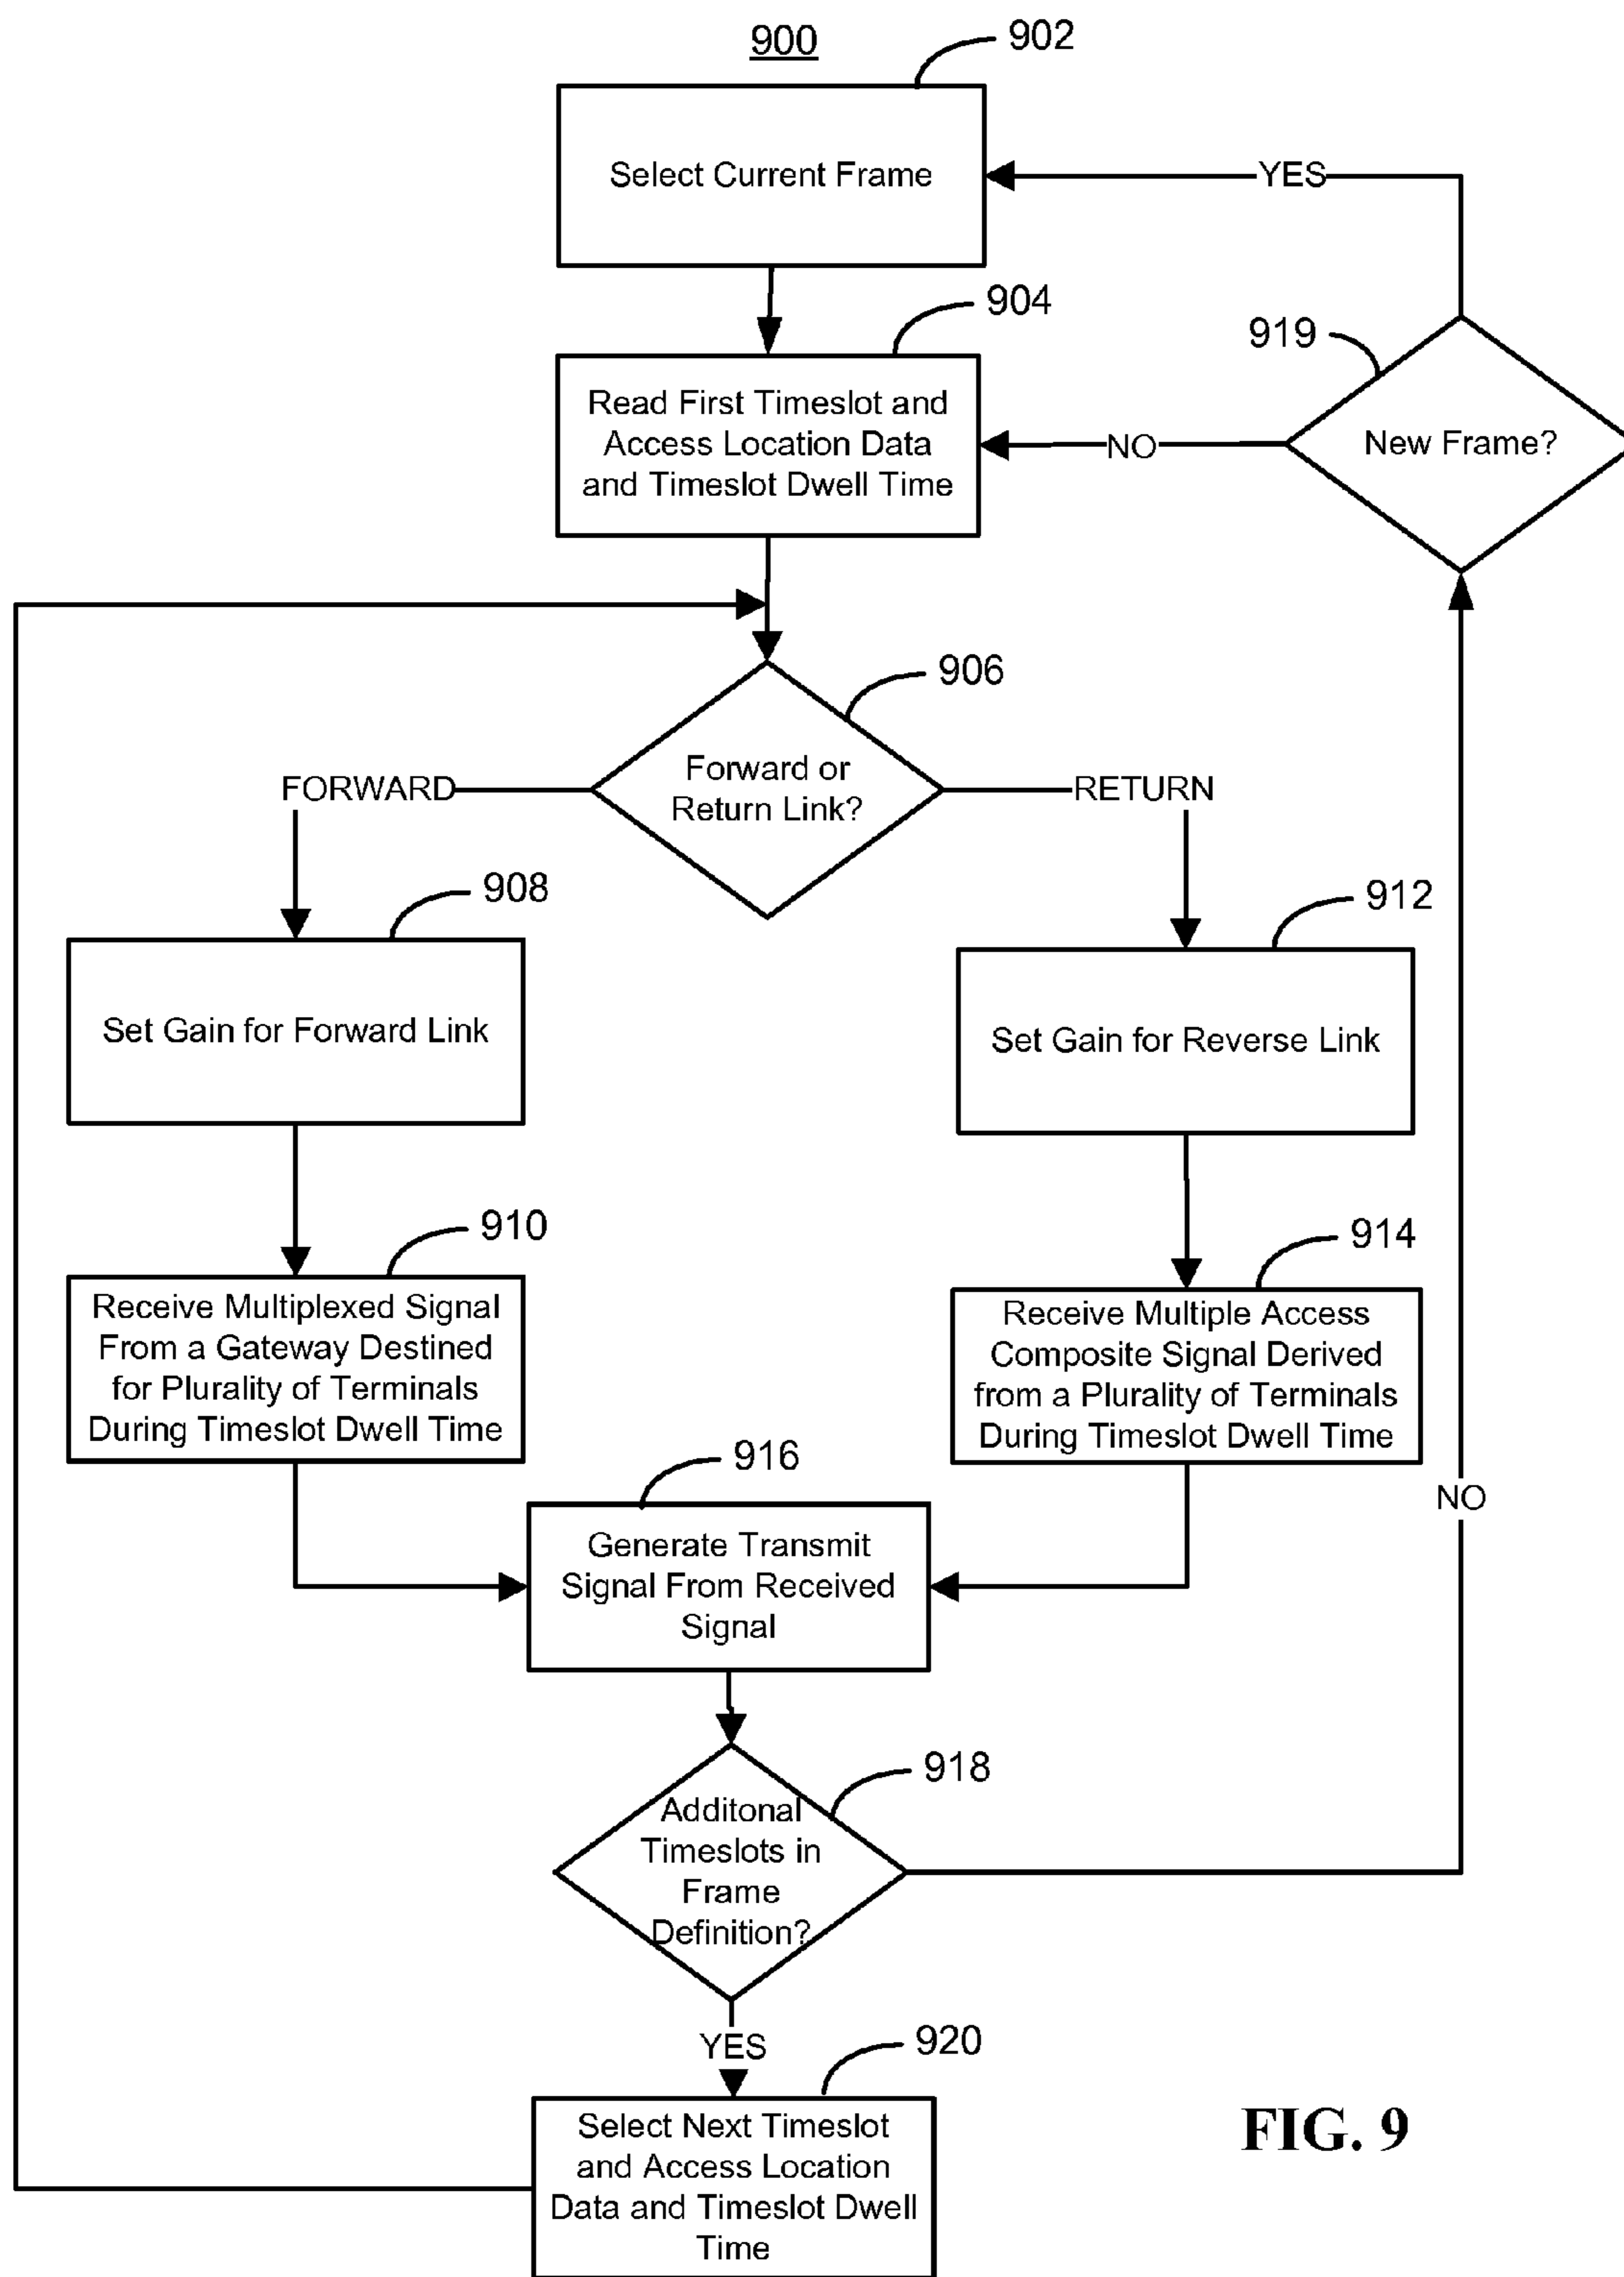 900
902
Select Current Frame
YES
904
919
Read First Timeslot and
Access Location Data
and Timeslot Dwell Time
NO
New Frame?
906
Forward or
Return Link?
FORWARD
RETURN
908
912
Set Gain for Forward Link
Set Gain for Reverse Link
910
914
Receive Multiplexed Signal
From a Gateway Destined
for Plurality of Terminals
During Timeslot Dwell Time
Receive Multiple Access
Composite Signal Derived
from a Plurality of Terminals
During Timeslot Dwell Time
916
NO
Generate Transmit
Signal From Received
Signal
918
Additonal
Timeslots in
Frame
Definition?
YES
920
Select Next Timeslot
and Access Location
Data and Timeslot Dwell
Time
FIG. 9